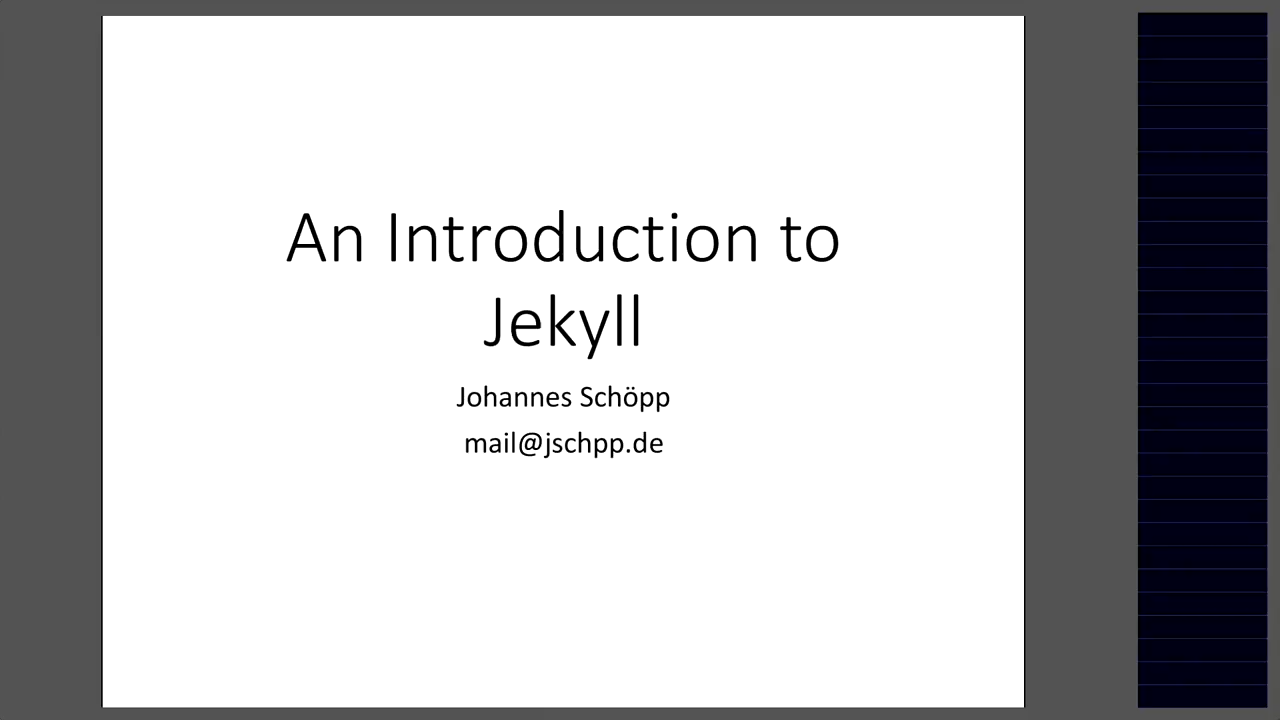 An Introduction to
Jekyll
Johannes Schöpp
mail@jschpp.de